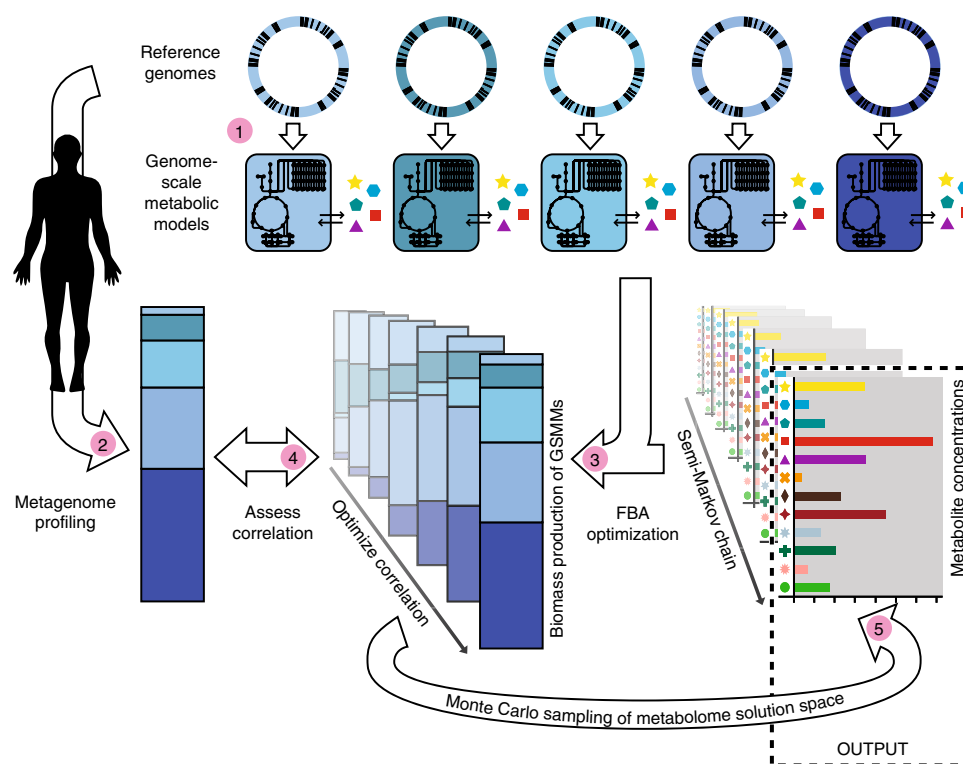 Reference
genomes
1
Genome-
scale
metabolic
models
2
Metagenome
profiling
4
Assess
correlation
Optimize correlation
Biomass production of GSMMs
3
FBA
optimization
Semi-Markov chain
Metabolite concentrations
5
Monte Carlo sampling of metabolome solution space
OUTPUT